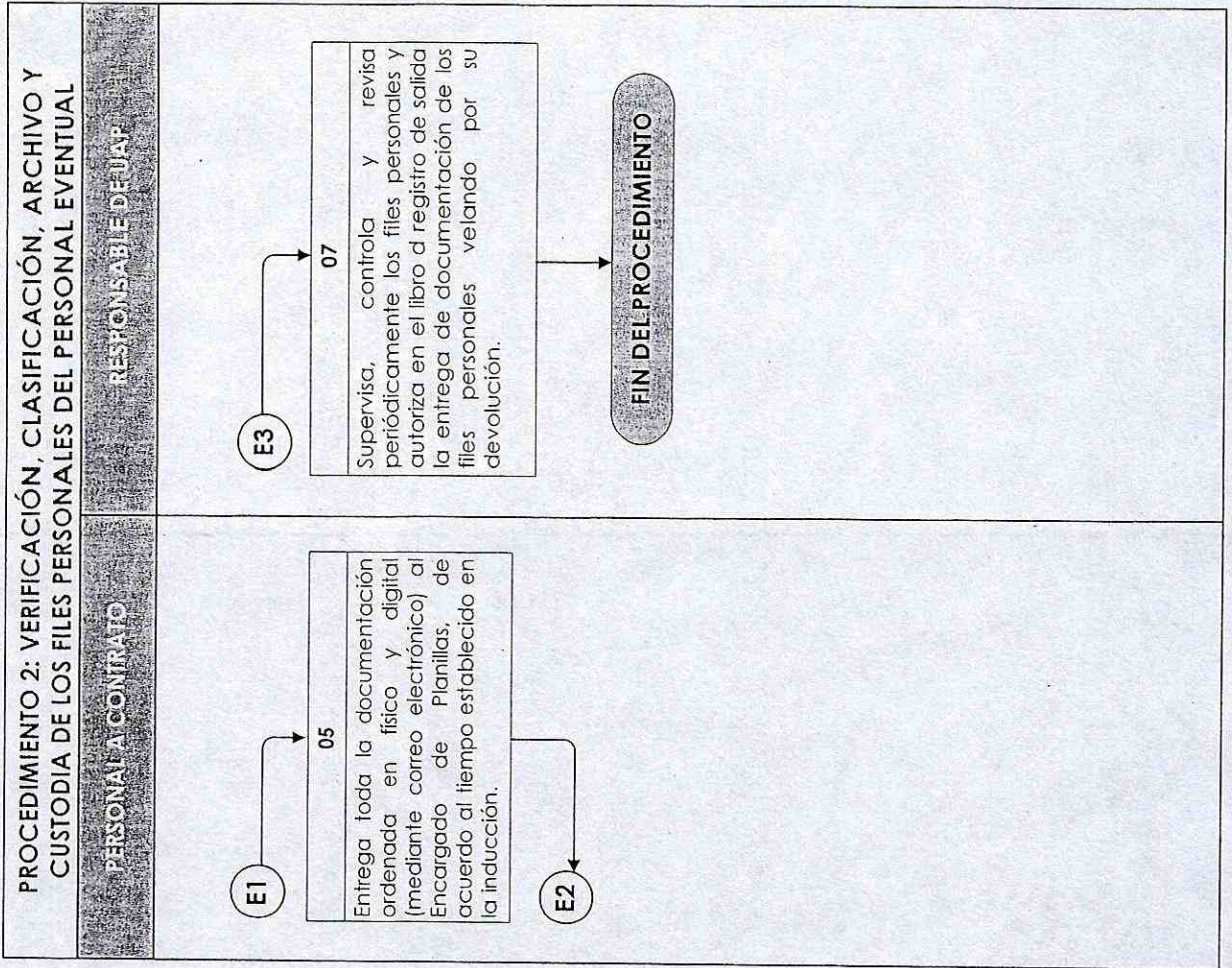 PROCEDIMIENTO 2: VERIFICACIÓN, CLASIFICACIÓN, ARCHIVO Y
CUSTODIA DE LOS FILES PERSONALES DEL PERSONAL EVENTUAL
PERSONAL A CONTRATO
E1
05
Entrega toda la documentación
ordenada en físico y digital
(mediante correo electrónico) al
Encargado de Planillas, de
acuerdo al tiempo establecido en
la inducción.
E2
RESPONSABLE DE UAP
E3
07
Supervisa, controla y revisa
periódicamente los files personales y
autoriza en el libro d registro de salida
la entrega de documentación de los
files personales velando por su
devolución.
FIN DEL PROCEDIMIENTO